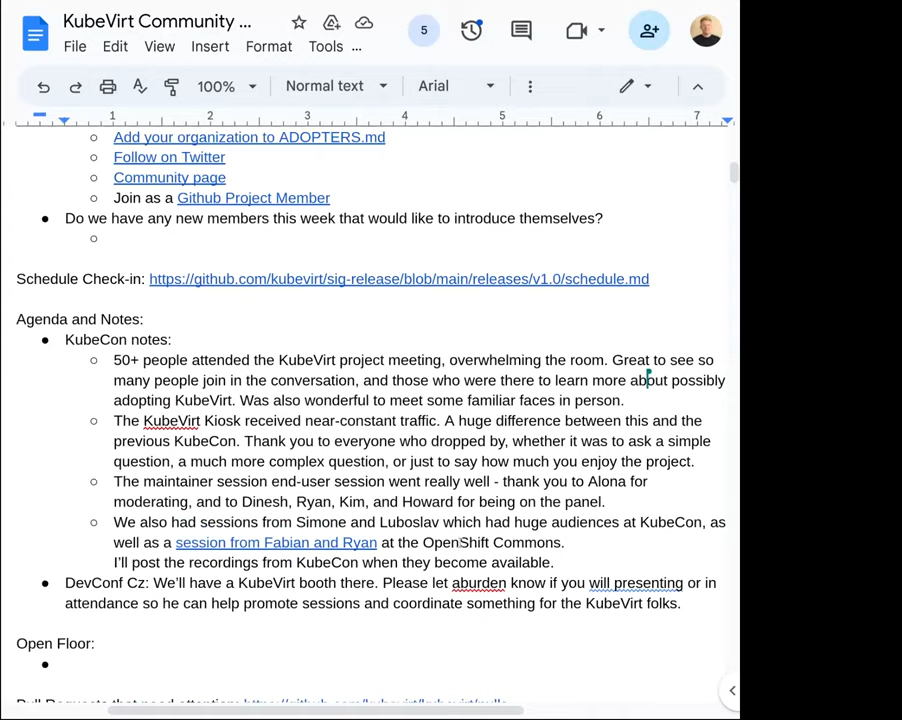 KubeVirt Community ...
5
File Edit View Insert Format Tools ...
100% Normal text Arial
1 2 3 4 5 6 7
Add your organization to ADOPTERS.md
Follow on Twitter
Community page
Join as a Github Project Member
Do we have any new members this week that would like to introduce themselves?
Schedule Check-in: https://github.com/kubevirt/sig-release/blob/main/releases/v1.0/schedule.md
Agenda and Notes:
KubeCon notes:
50+ people attended the KubeVirt project meeting, overwhelming the room. Great to see so
many people join in the conversation, and those who were there to learn more about possibly
adopting KubeVirt. Was also wonderful to meet some familiar faces in person.
The KubeVirt Kiosk received near-constant traffic. A huge difference between this and the
previous KubeCon. Thank you to everyone who dropped by, whether it was to ask a simple
question, a much more complex question, or just to say how much you enjoy the project.
The maintainer session end-user session went really well - thank you to Alona for
moderating, and to Dinesh, Ryan, Kim, and Howard for being on the panel.
We also had sessions from Simone and Luboslav which had huge audiences at KubeCon, as
well as a session from Fabian and Ryan at the OpenShift Commons.
I'll post the recordings from KubeCon when they become available.
DevConf Cz: We'll have a KubeVirt booth there. Please let aburden know if you will presenting or in
attendance so he can help promote sessions and coordinate something for the KubeVirt folks.
Open Floor:
Pull Requests that need attention: https://github.com/kubevirt/kubevirt/pulls